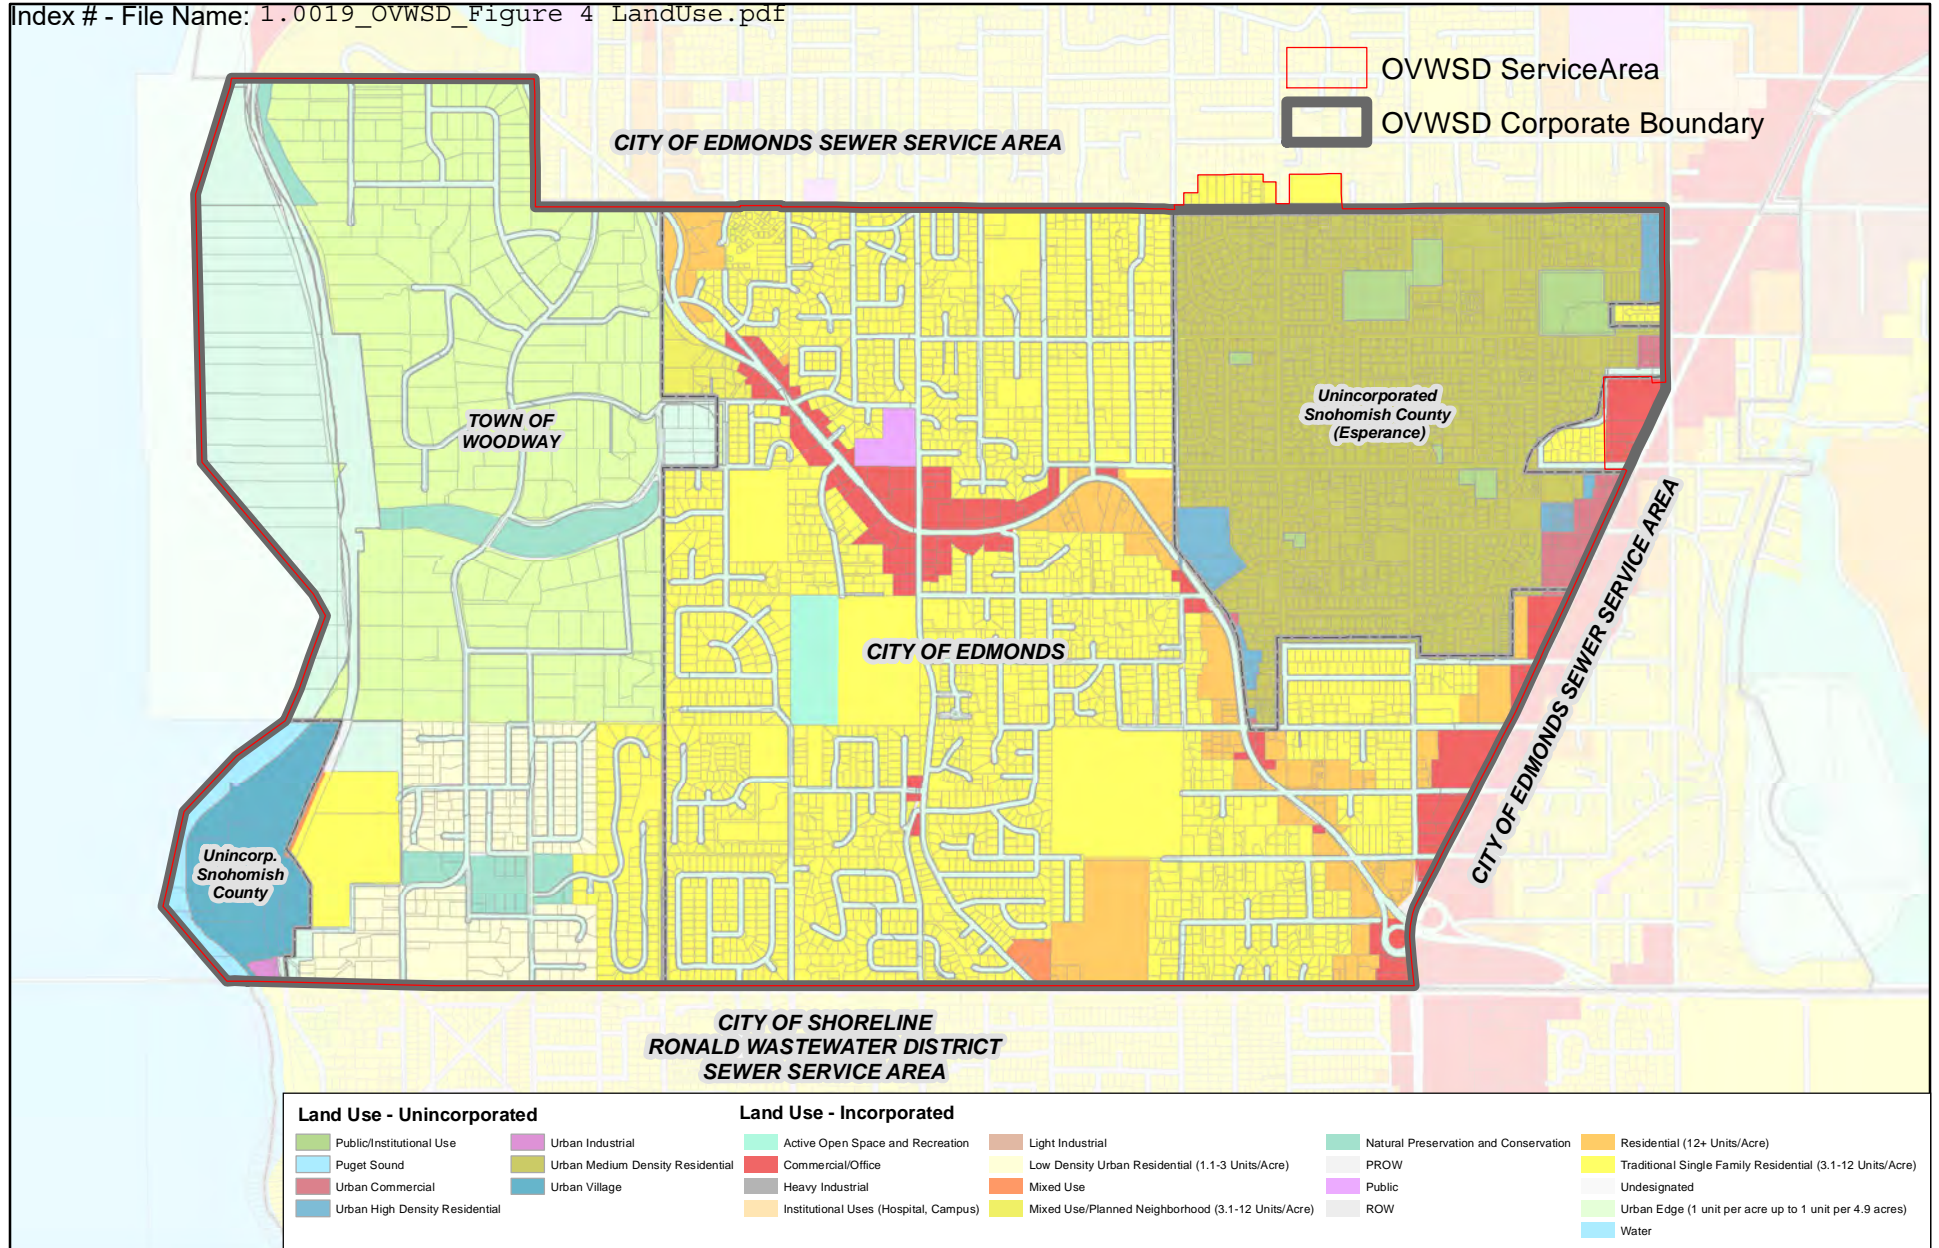 Index # - File Name: 1.0019_OVWSD_Figure 4 LandUse.pdf
OVWSD ServiceArea
OVWSD Corporate Boundary
CITY OF EDMONDS SEWER SERVICE AREA
TOWN OF
WOODWAY
Unincorporated
Snohomish County
(Esperance)
CITY OF EDMONDS
CITY OF EDMONDS SEWER SERVICE AREA
Unincorp.
Snohomish
County
CITY OF SHORELINE
RONALD WASTEWATER DISTRICT
SEWER SERVICE AREA
Land Use - Unincorporated
Public/Institutional Use
Puget Sound
Urban Commercial
Urban High Density Residential
Urban Industrial
Urban Medium Density Residential
Urban Village
Land Use - Incorporated
Active Open Space and Recreation
Commercial/Office
Heavy Industrial
Institutional Uses (Hospital, Campus)
Light Industrial
Low Density Urban Residential (1.1-3 Units/Acre)
Mixed Use
Mixed Use/Planned Neighborhood (3.1-12 Units/Acre)
Natural Preservation and Conservation
PROW
Public
ROW
Residential (12+ Units/Acre)
Traditional Single Family Residential (3.1-12 Units/Acre)
Undesignated
Urban Edge (1 unit per acre up to 1 unit per 4.9 acres)
Water